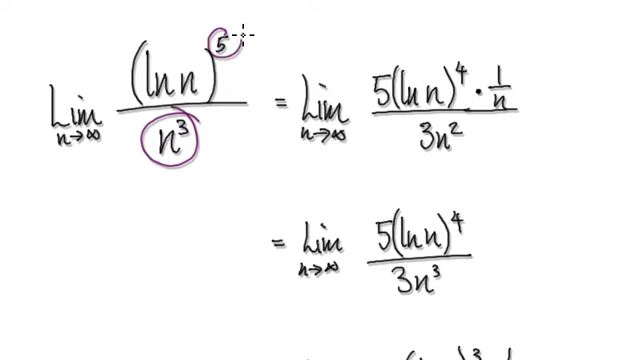 Lim n→∞ (ln n)^5 / n^3 = Lim n→∞ 5(ln n)^4 · 1/n / 3n^2
= Lim n→∞ 5(ln n)^4 / 3n^3